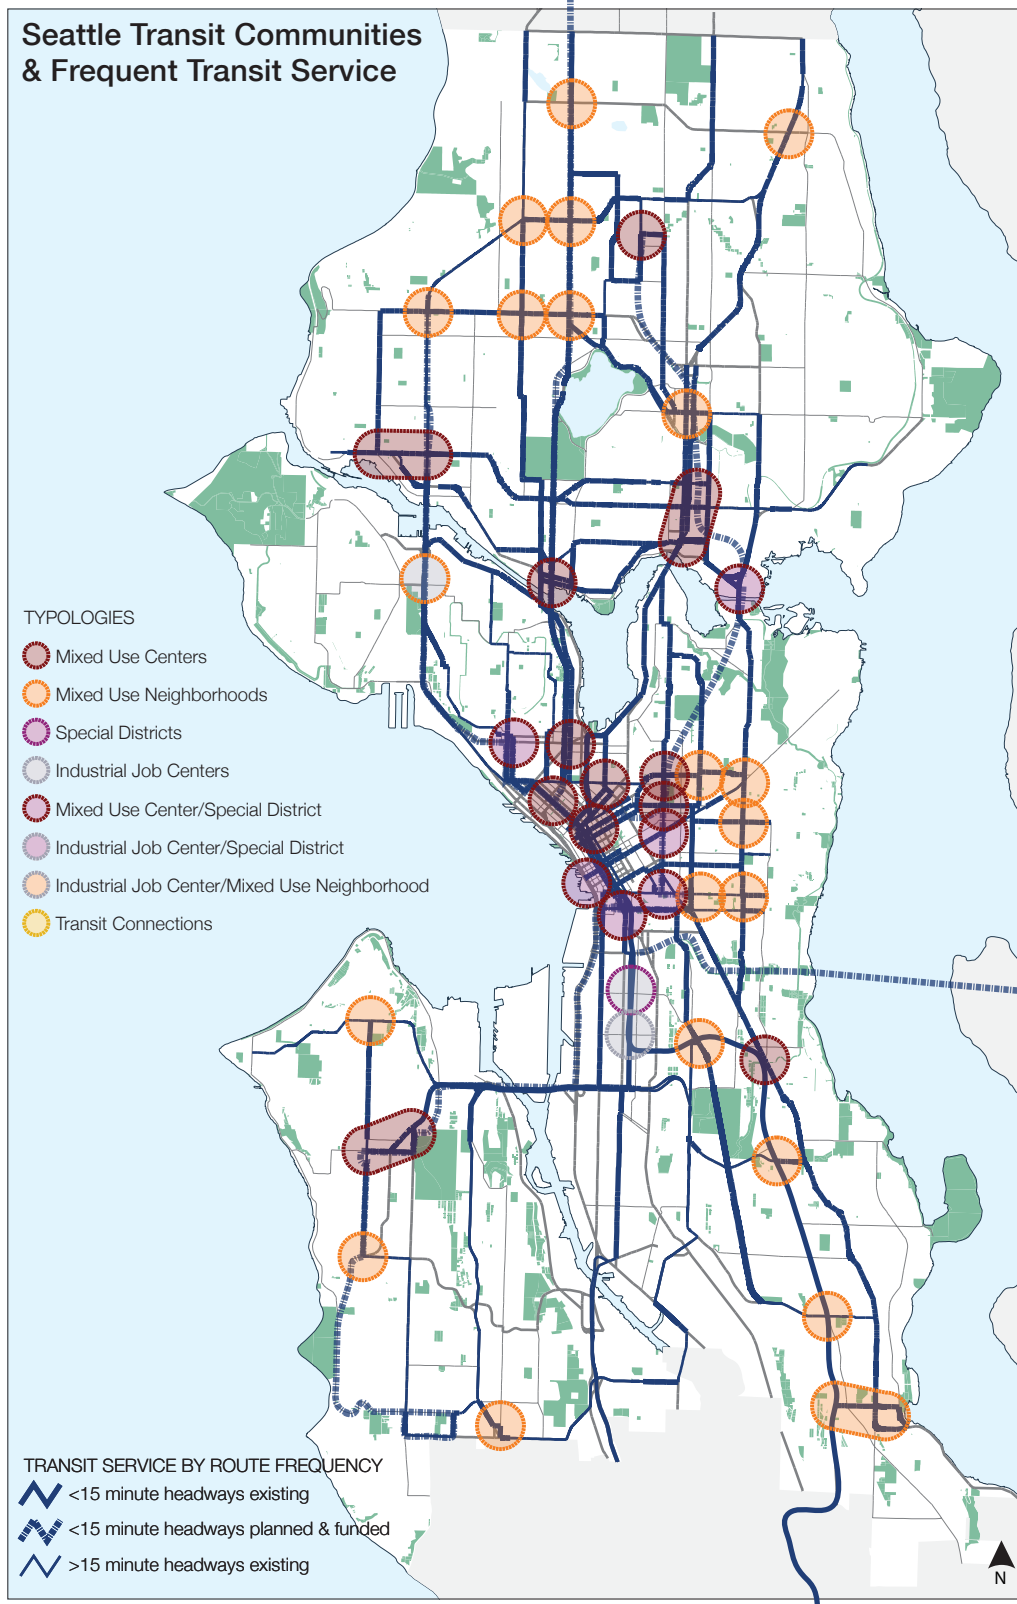 Seattle Transit Communities
& Frequent Transit Service
TYPOLOGIES
Mixed Use Centers
Mixed Use Neighborhoods
Special Districts
Industrial Job Centers
Mixed Use Center/Special District
Industrial Job Center/Special District
Industrial Job Center/Mixed Use Neighborhood
Transit Connections
TRANSIT SERVICE BY ROUTE FREQUENCY
<15 minute headways existing
<15 minute headways planned & funded
>15 minute headways existing
N